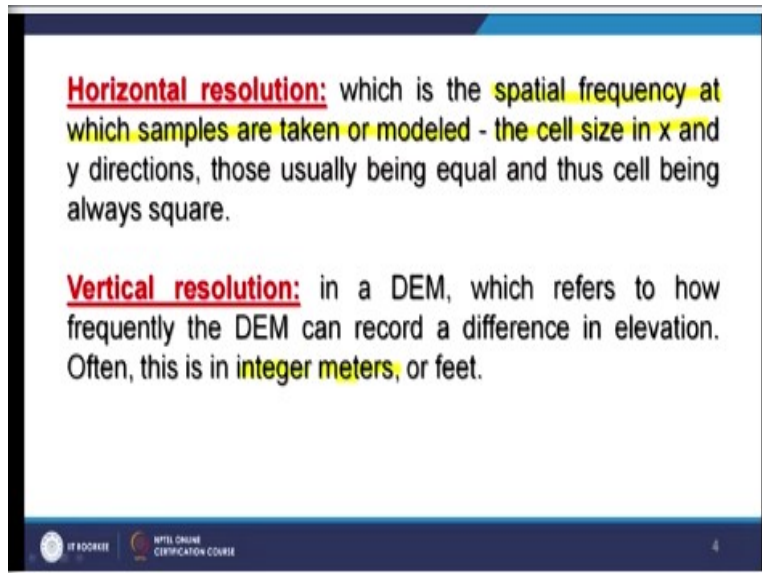 Horizontal resolution: which is the spatial frequency at
which samples are taken or modeled - the cell size in x and
y directions, those usually being equal and thus cell being
always square.
Vertical resolution: in a DEM, which refers to how
frequently the DEM can record a difference in elevation.
Often, this is in integer meters, or feet.
IIT ROORKEE
NPTEL ONLINE
CERTIFICATION COURSE
4